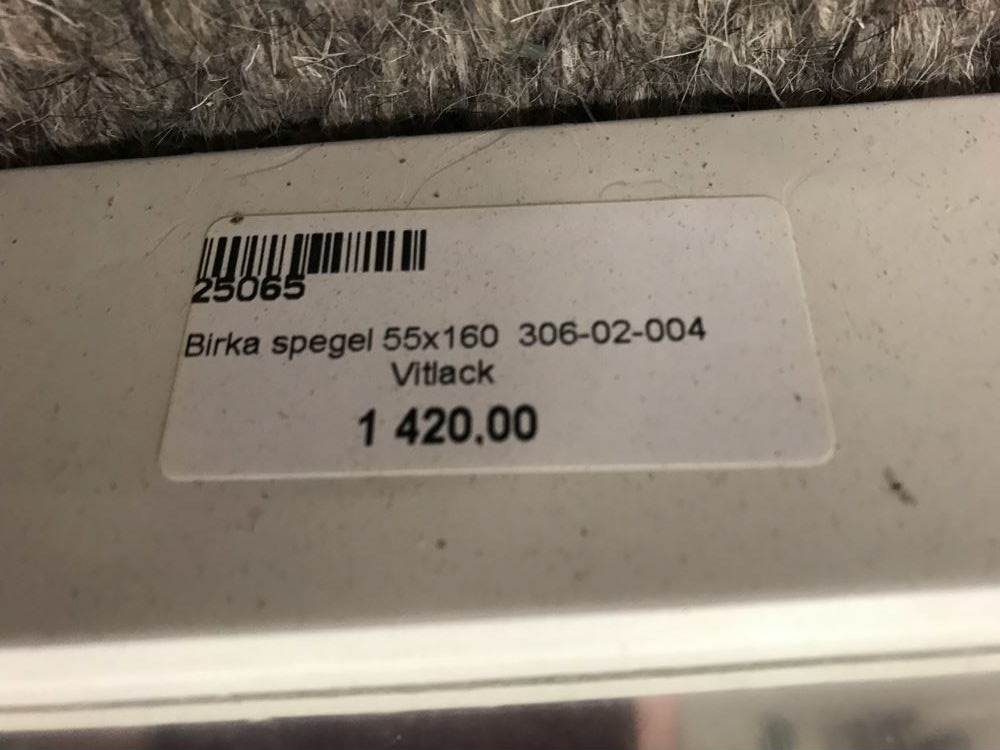 25065
Birka spegel 55x160 306-02-004
Vitlack
1 420.00